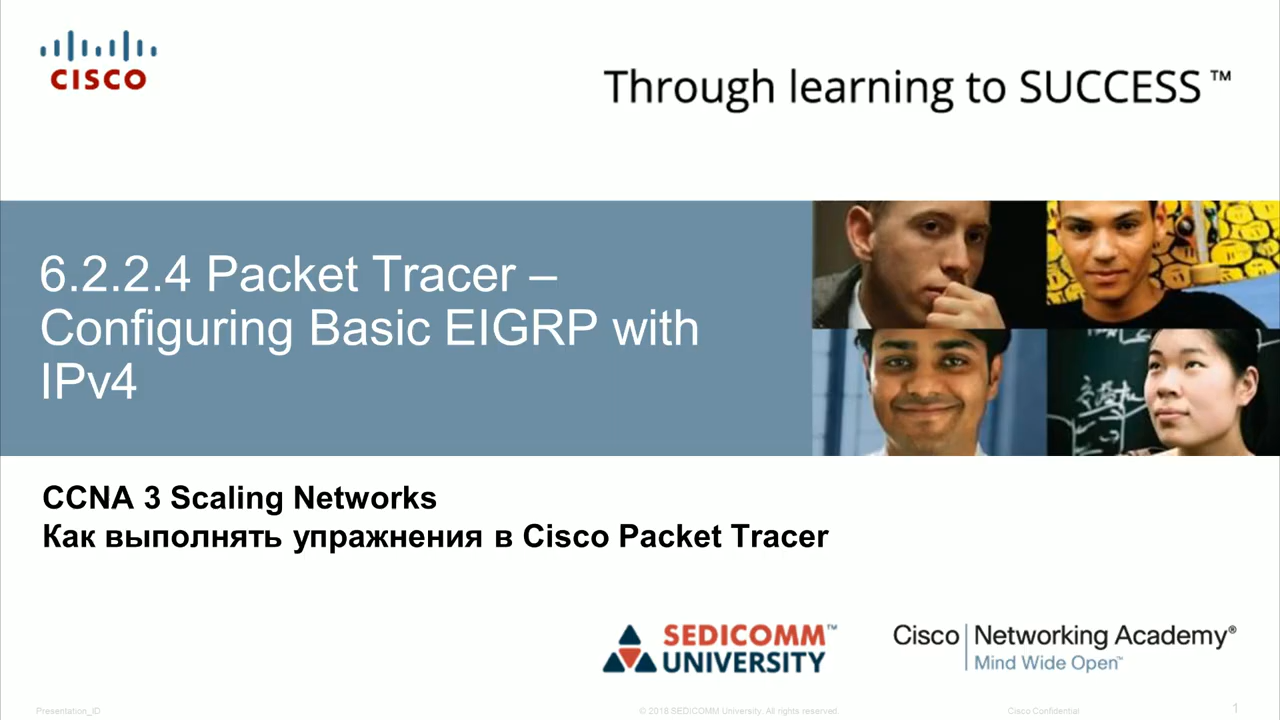 CISCO
Through learning to SUCCESS™
6.2.2.4 Packet Tracer –
Configuring Basic EIGRP with
IPv4
CCNA 3 Scaling Networks
Как выполнять упражнения в Cisco Packet Tracer
SEDICOMM™
UNIVERSITY
Cisco Networking Academy®
Mind Wide Open™
Presentation_ID
© 2018 SEDICOMM University. All rights reserved.
Cisco Confidential
1